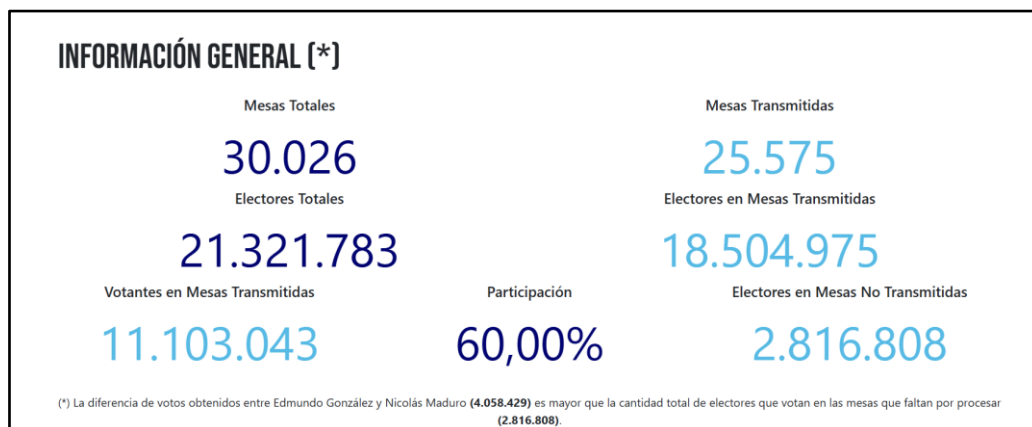 INFORMACIÓN GENERAL (*)
Mesas Totales
Mesas Transmitidas
30.026
25.575
Electores Totales
Electores en Mesas Transmitidas
21.321.783
18.504.975
Votantes en Mesas Transmitidas
Participación
Electores en Mesas No Transmitidas
11.103.043
60,00%
2.816.808
(*) La diferencia de votos obtenidos entre Edmundo González y Nicolás Maduro (4.058.429) es mayor que la cantidad total de electores que votan en las mesas que faltan por procesar
(2.816.808).